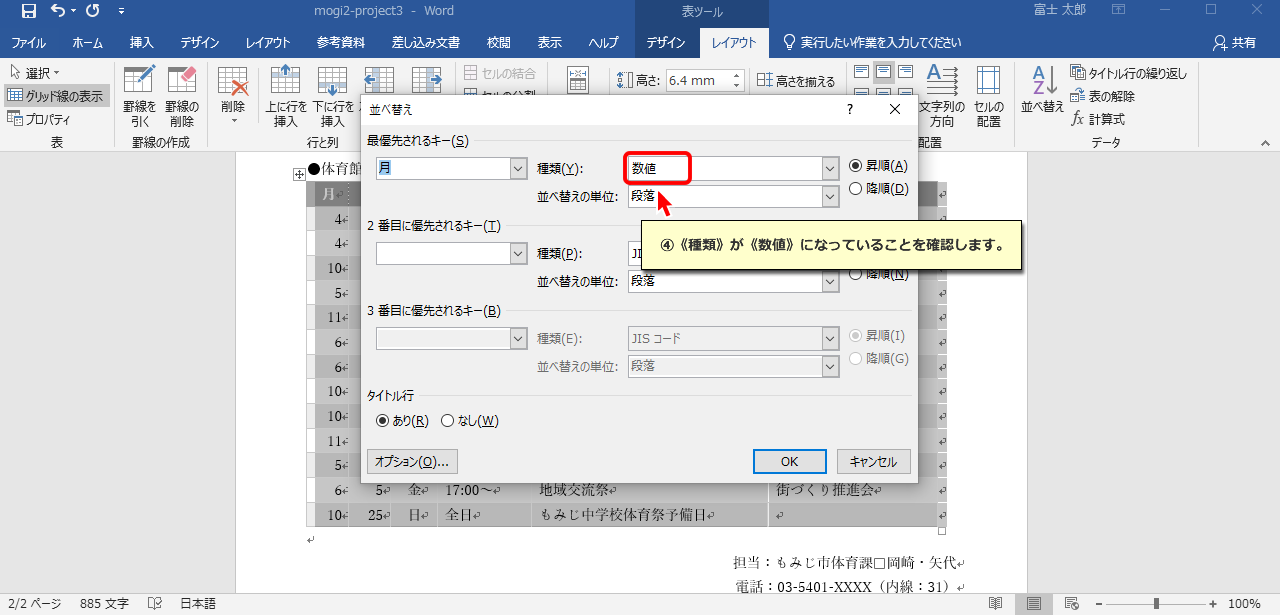 mogi2-project3 - Word
表ツール
富士 太郎
ファイル ホーム 挿入 デザイン レイアウト 参考資料 差し込み文書 校閲 表示 ヘルプ デザイン レイアウト 実行したい作業を入力してください 共有
選択
グリッド線の表示
プロパティ
表
罫線を引く
罫線の削除
罫線の作成
削除
上に行を挿入
下に行を挿入
行と列
セルの結合
高さ: 6.4 mm
高さを揃える
文字列の方向
セルの配置
配置
並べ替え
タイトル行の繰り返し
表の解除
計算式
データ
並べ替え ?
最優先されるキー(S)
月 種類(Y): 数値 昇順(A)
並べ替えの単位: 段落 降順(D)
2 番目に優先されるキー(T)
種類(P):
並べ替えの単位: 段落 降順(N)
④《種類》が《数値》になっていることを確認します。
3 番目に優先されるキー(B)
種類(E): JIS コード 昇順(I)
並べ替えの単位: 段落 降順(G)
タイトル行
あり(R) なし(W)
オプション(O)... OK キャンセル
●体育館
月
4
4
10
5
11
6
6
10
10
11
5
6 5 金 17:00～ 地域交流祭 街づくり推進会
10 25 日 全日 もみじ中学校体育祭予備日
担当：もみじ市体育課□岡崎・矢代
電話：03-5401-XXXX（内線：31）
2/2 ページ 885 文字 日本語 100%